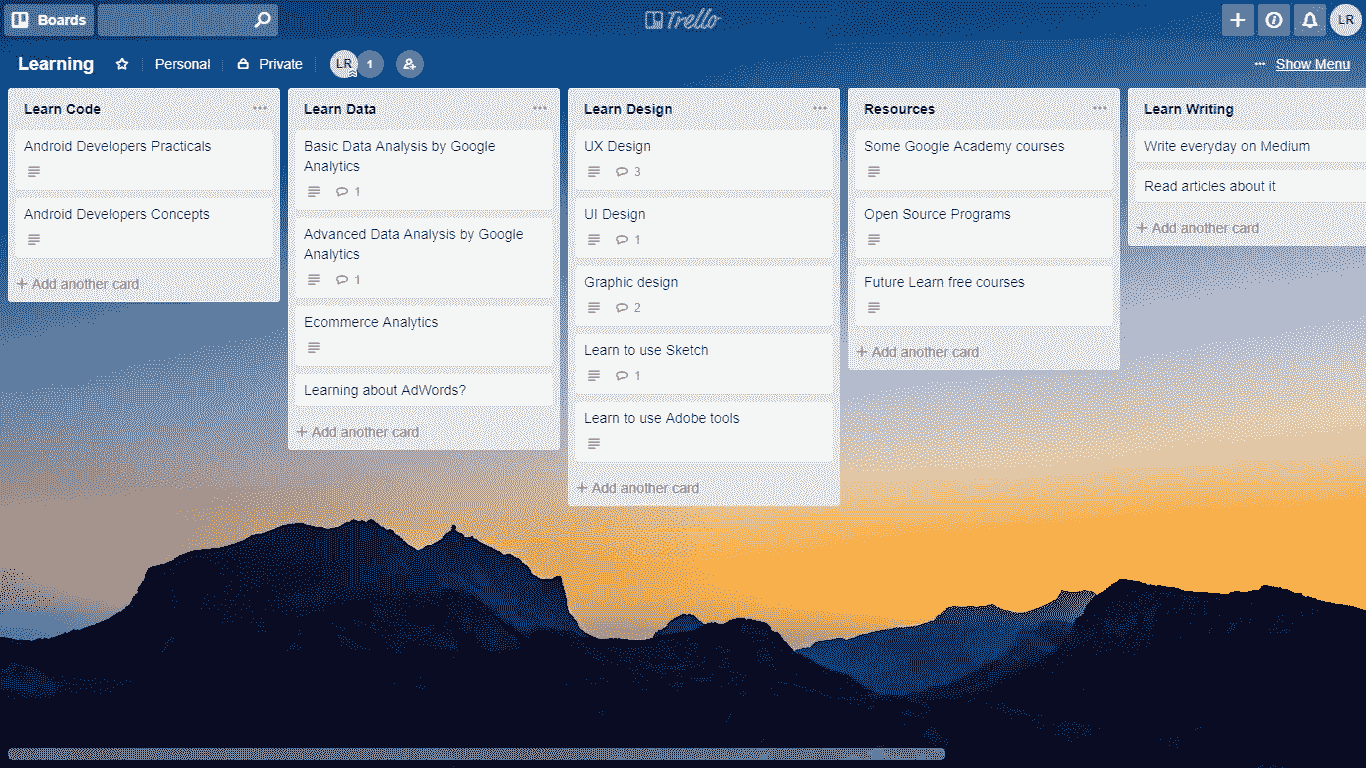 Boards
Trello
LR
Learning
Personal
Private
LR
1
Show Menu
Learn Code
Android Developers Practicals
Android Developers Concepts
+ Add another card
Learn Data
Basic Data Analysis by Google
Analytics
1
Advanced Data Analysis by Google
Analytics
1
Ecommerce Analytics
Learning about AdWords?
+ Add another card
Learn Design
UX Design
3
UI Design
1
Graphic design
2
Learn to use Sketch
1
Learn to use Adobe tools
+ Add another card
Resources
Some Google Academy courses
Open Source Programs
Future Learn free courses
+ Add another card
Learn Writing
Write everyday on Medium
Read articles about it
+ Add another card